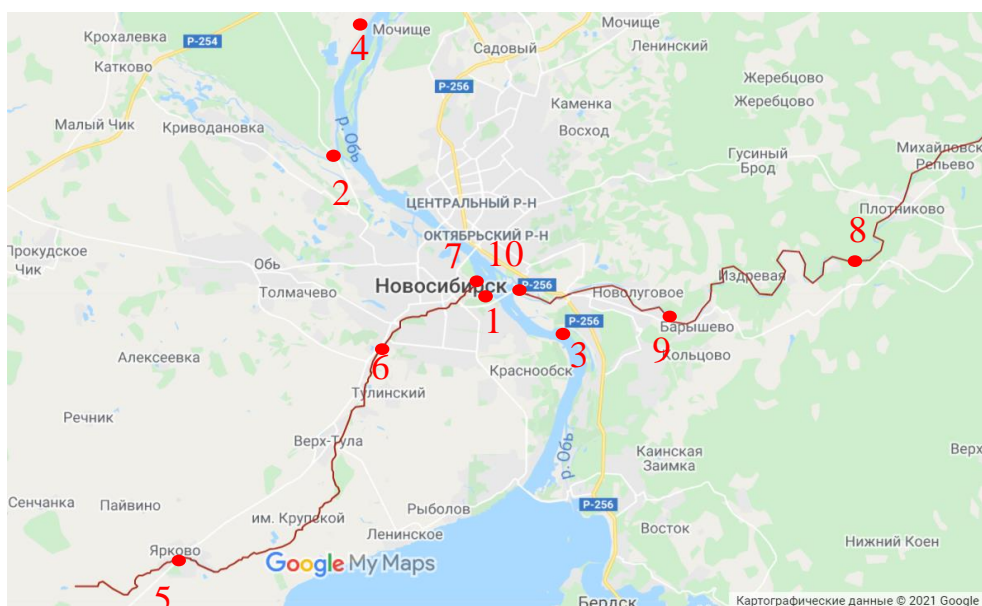 Крохалевка
P-254
4
Мочище
Мочище
Садовый
Ленинский
Катково
P-256
Жеребцово
Каменка
Жеребцово
Малый Чик
Криводановка
р. Обь
Восход
Гусиный
Брод
Михайловск
Репьево
2
ЦЕНТРАЛЬНЫЙ Р-Н
Плотниково
ОКТЯБРЬСКИЙ Р-Н
8
Прокудское
Чик
Обь
7
10
Новосибирск
P-256
Издревая
Толмачево
Новолуговое
1
P-256
Барышево
3
9
Кольцово
Алексеевка
6
Краснообск
Тулинский
Речник
Верх-Тула
р. Обь
Каинская
Заимка
Верх
Сенчанка
Пайвино
P-256
Рыболов
им. Крупской
Восток
Ленинское
Нижний Коен
Ярково
Google My Maps
5
Бердск
Картографические данные © 2021 Google